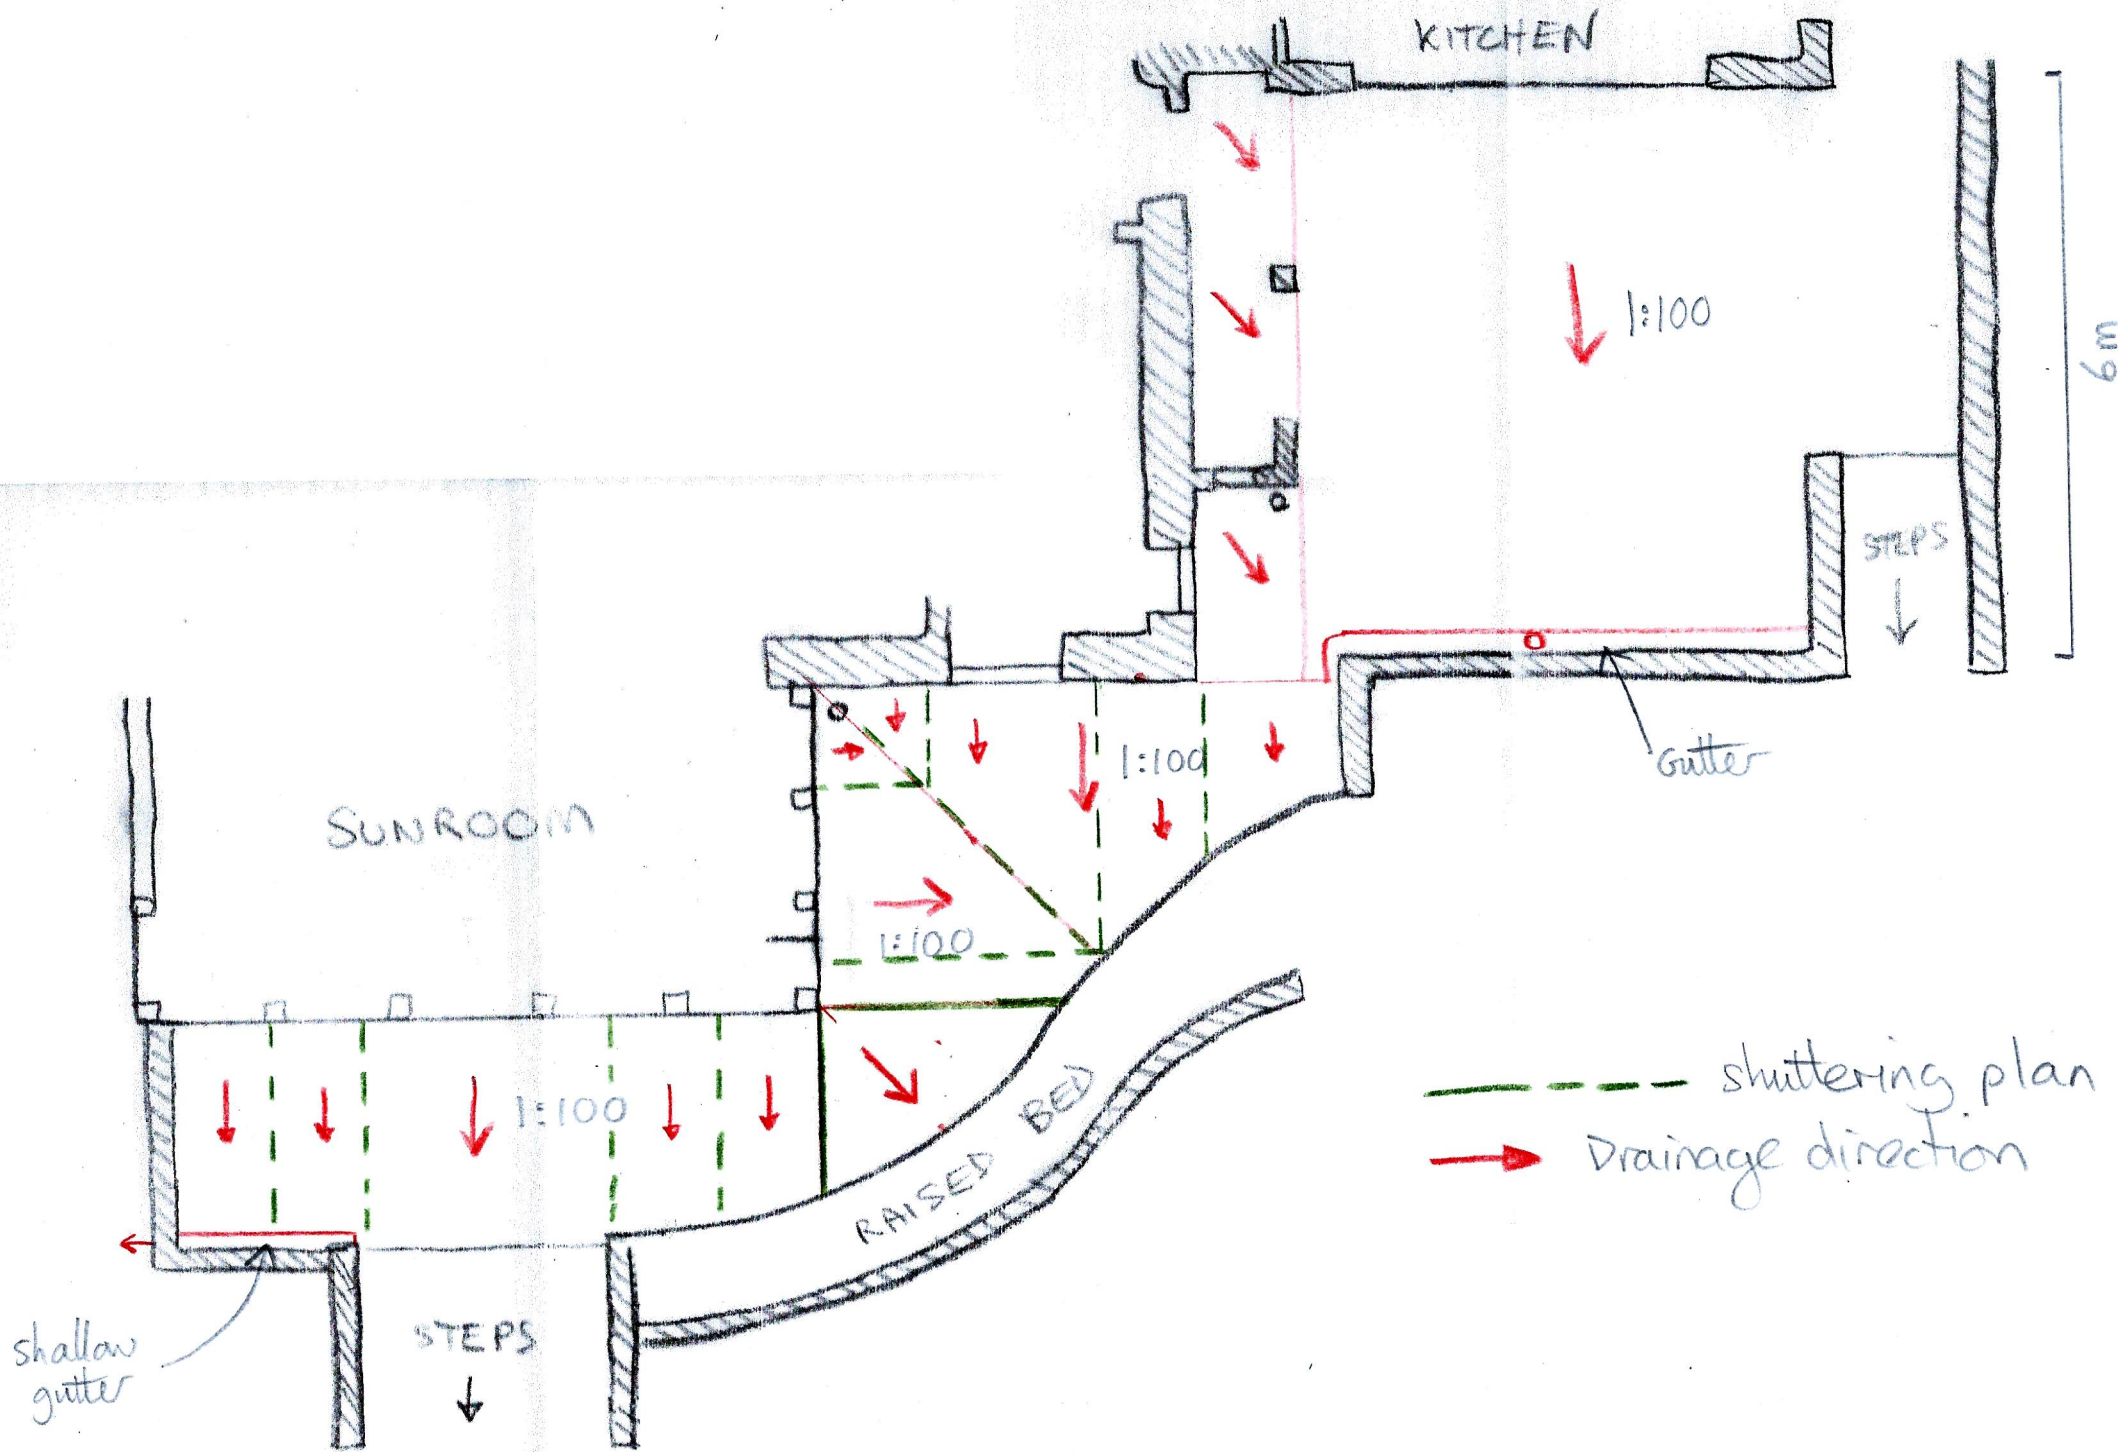 KITCHEN
1:100
6m
STEPS
Gutter
1:100
SUNROOM
1:100
1:100
RAISED BED
shuttering plan
Drainage direction
STEPS
shallow
gutter